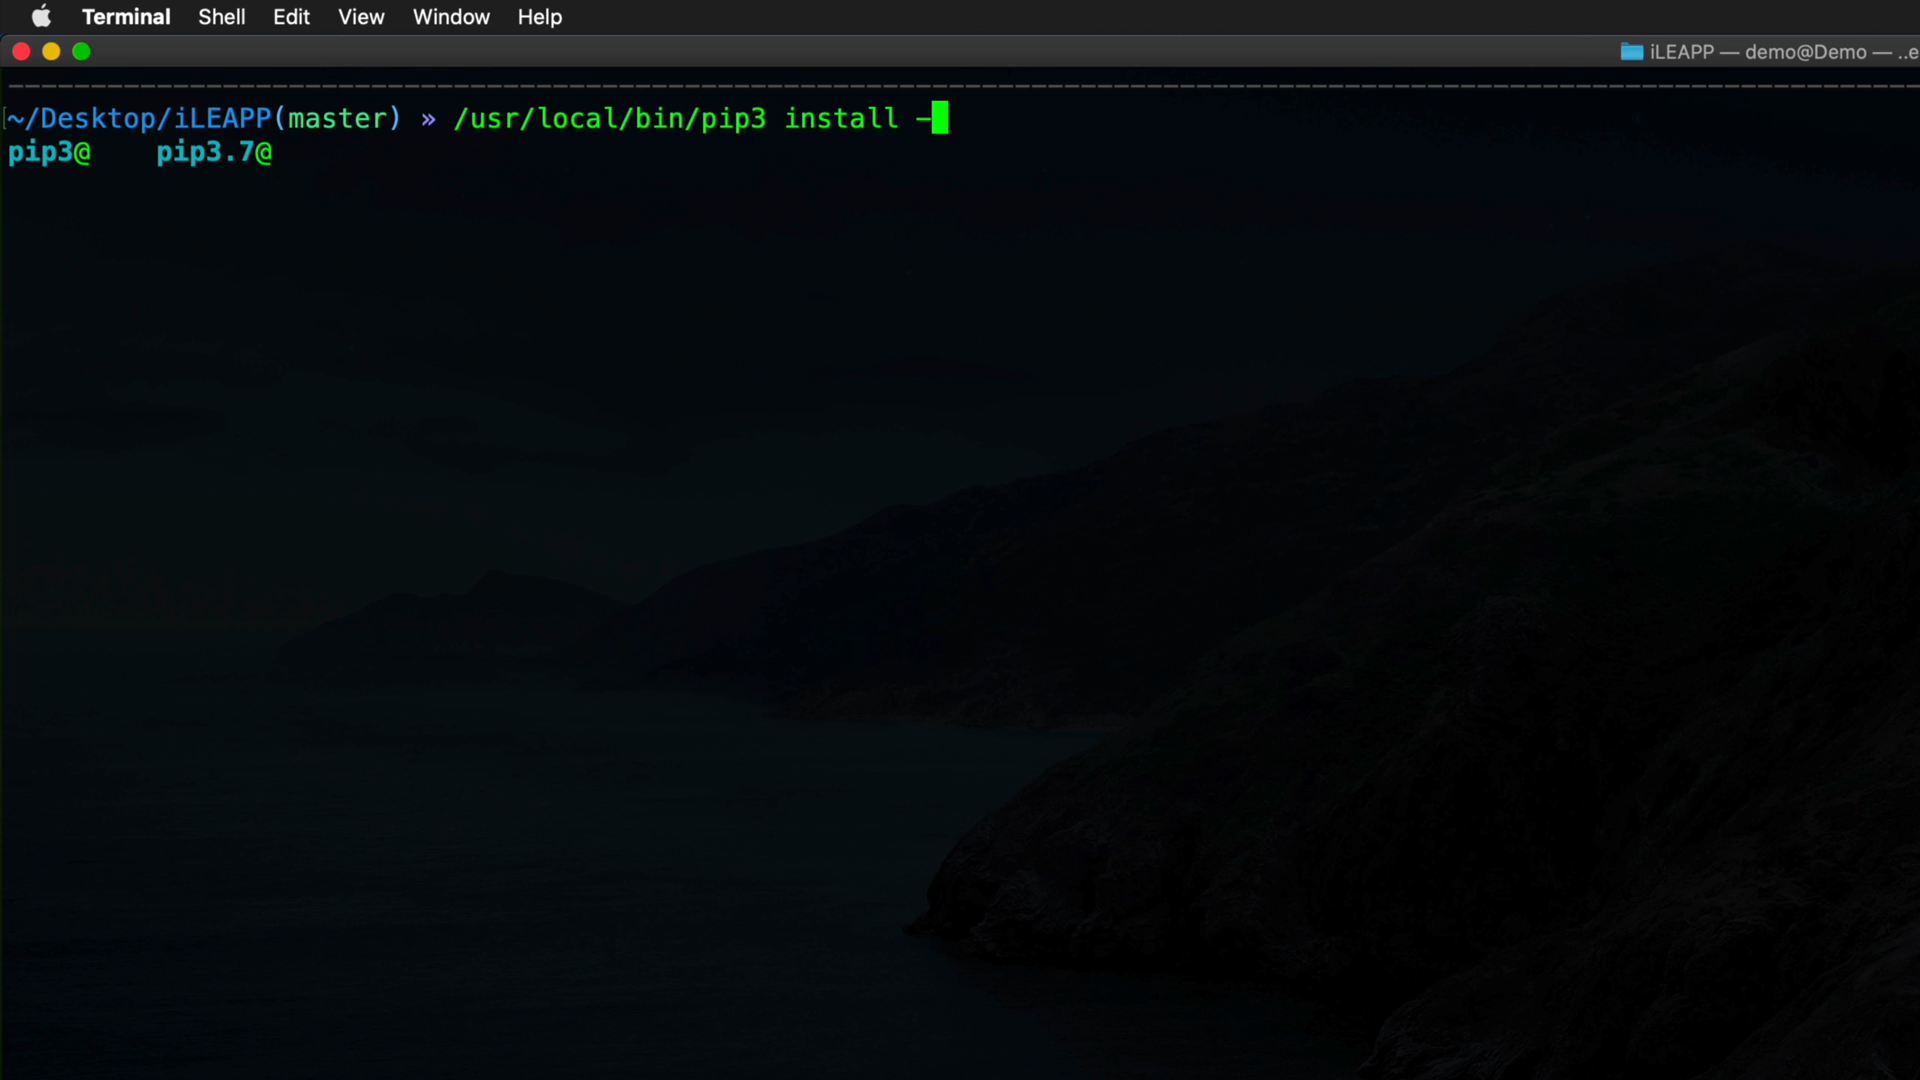 Terminal Shell Edit View Window Help
iLEAPP — demo@Demo — ..e
~/Desktop/iLEAPP(master) » /usr/local/bin/pip3 install -
pip3@ pip3.7@